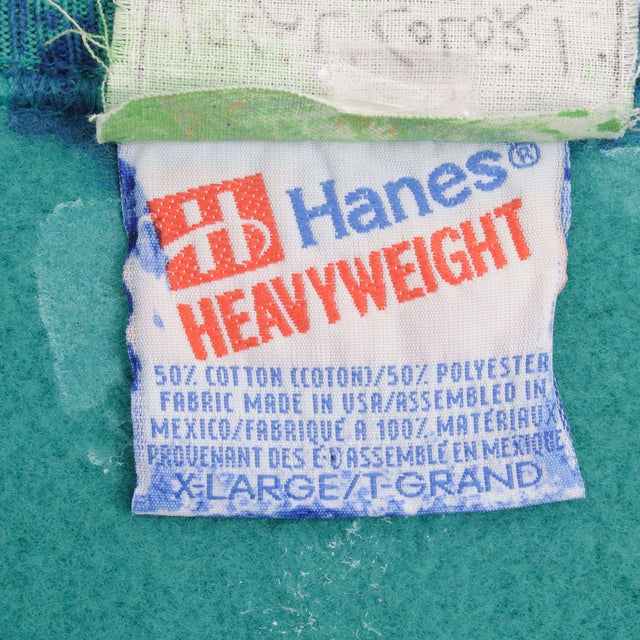 COLOR
Hanes®
HEAVYWEIGHT
50% COTTON (COTON)/50% POLYESTER
FABRIC MADE IN USA/ASSEMBLED IN
MEXICO/FABRIQUÉ A 100% MATÉRIAUX
PROVENANT DES É ASSEMBLÉ EN MEXIQUE
X-LARGE/T-GRAND